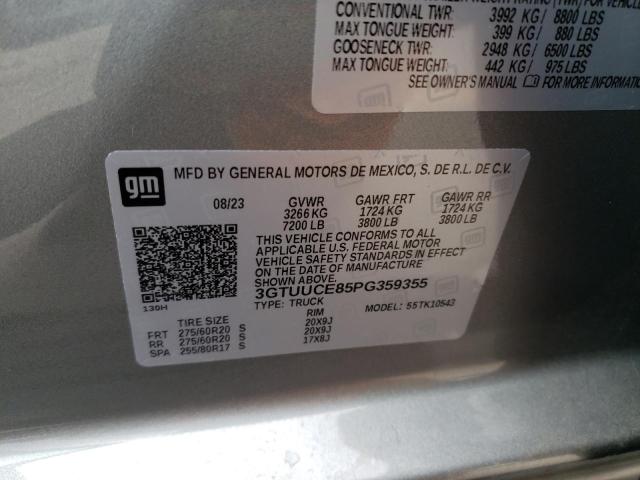 CONVENTIONAL TWR: 3992 KG/ 8800 LBS
MAX TONGUE WEIGHT: 399 KG/ 880 LBS
GOOSENECK TWR: 2948 KG/ 6500 LBS
MAX TONGUE WEIGHT: 442 KG/ 975 LBS
SEE OWNER'S MANUAL FOR MORE INFORMA
gm
MFD BY GENERAL MOTORS DE MEXICO, S. DE R.L. DE C.V.
08/23 GVWR GAWR FRT GAWR RR
3266 KG 1724 KG 1724 KG
7200 LB 3800 LB 3800 LB
THIS VEHICLE CONFORMS TO ALL
APPLICABLE U.S. FEDERAL MOTOR
VEHICLE SAFETY STANDARDS IN EFFECT
ON THE DATE OF MANUFACTURE
SHOWN ABOVE.
3GTUUCE85PG359355
TYPE: TRUCK MODEL: 55TK10543
130H
TIRE SIZE RIM
FRT 275/60R20 S 20X9J
RR 275/60R20 S 20X9J
SPA 255/80R17 S 17X8J